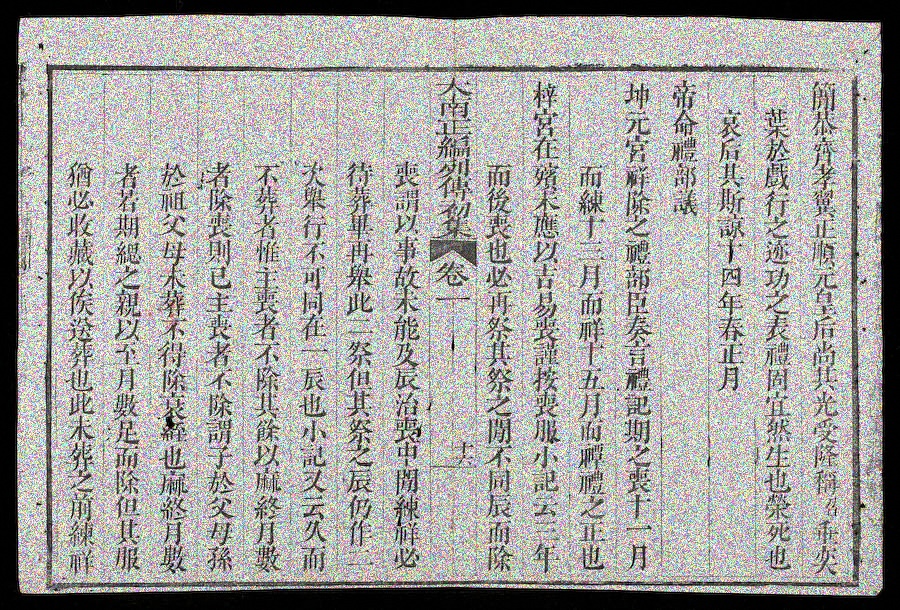 簡恭齊孝翼正順元皇后尚其光受隆稱名垂矢
葉於戲行之迹功之表禮固宜然生也榮死也
哀后其斯諒十四年春正月
帝命禮部議
坤元宮祥除之禮部臣奏言禮記期之喪十一月
而練十三月而祥十五月而禫禮之正也
梓宮在殯未應以吉易喪謹按喪服小記云三年
而後喪也必再祭其祭之間不同辰而除
大南正編列傳初集 卷一 十六
喪謂以事故未能及辰治喪中間練祥必
待葬畢再舉此二祭但其祭之辰仍作二
次舉行不可同在一辰也小記又云久而
不葬者惟主喪者不除其餘以麻終月數
者除喪則已主喪者不除謂子於父母孫
於祖父母未葬不得除衰絰也麻終月數
者若期緦之親以至月數足而除但其服
猶必收藏以俟送葬也此未葬之前練祥